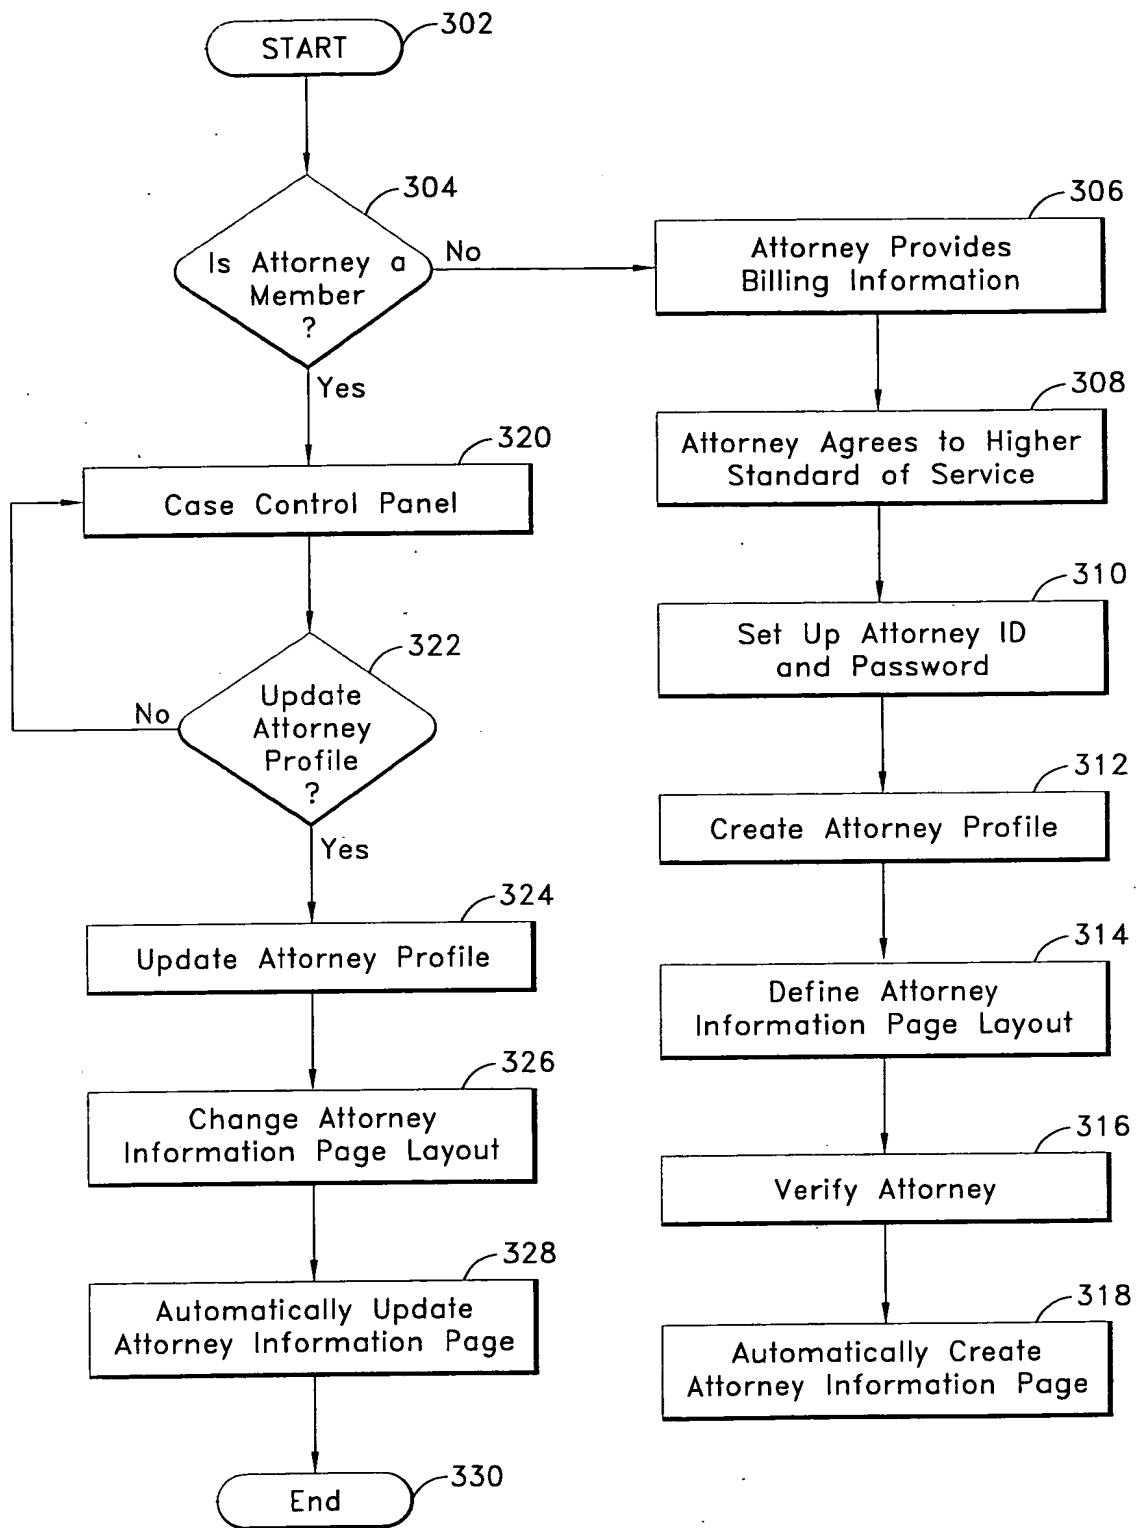 START
302
304
Is Attorney a
Member
?
No
Yes
306
Attorney Provides
Billing Information
308
Attorney Agrees to Higher
Standard of Service
310
Set Up Attorney ID
and Password
312
Create Attorney Profile
314
Define Attorney
Information Page Layout
316
Verify Attorney
318
Automatically Create
Attorney Information Page
320
Case Control Panel
322
Update
Attorney
Profile
?
No
Yes
324
Update Attorney Profile
326
Change Attorney
Information Page Layout
328
Automatically Update
Attorney Information Page
330
End